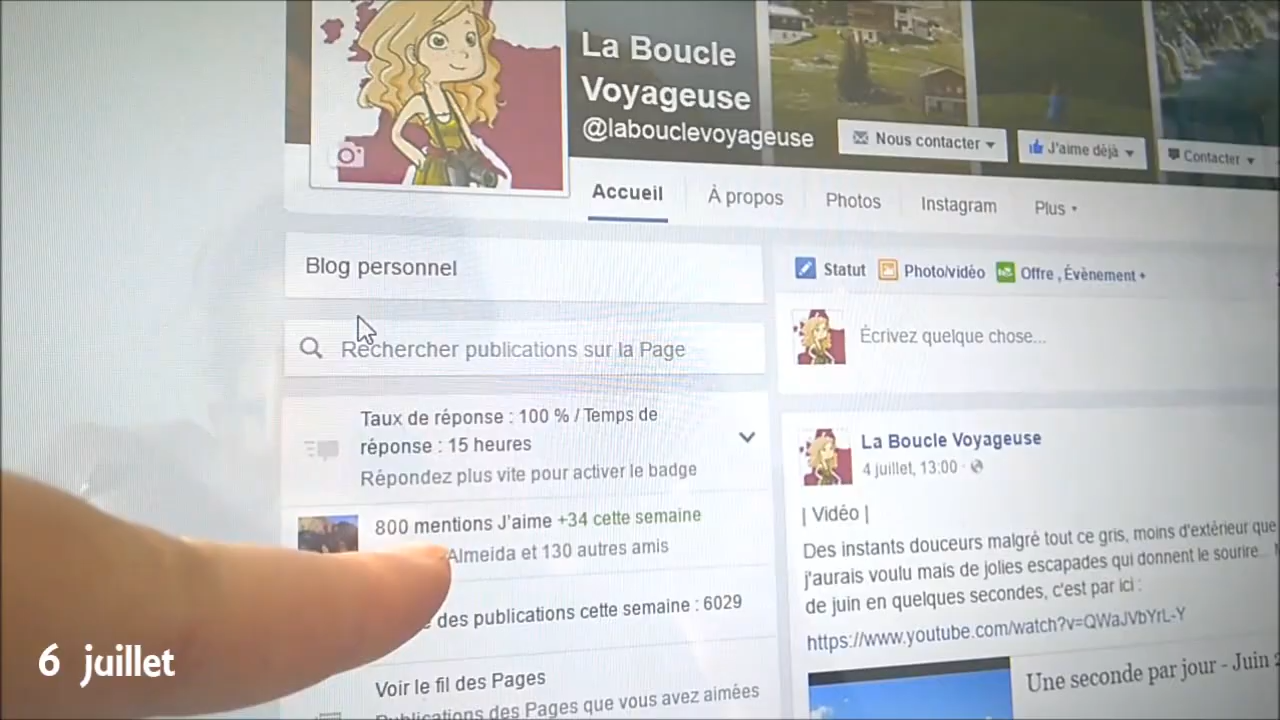 La Boucle
Voyageuse
@labouclevoyageuse
Nous contacter
J'aime déjà
Contacter
Accueil
À propos
Photos
Instagram
Plus
Blog personnel
Statut
Photo/vidéo
Offre , Évènement +
Rechercher publications sur la Page
Écrivez quelque chose...
Taux de réponse : 100 % / Temps de
réponse : 15 heures
Répondez plus vite pour activer le badge
800 mentions J'aime +34 cette semaine
Almeida et 130 autres amis
des publications cette semaine : 6029
Voir le fil des Pages
Publications des Pages que vous avez aimées
La Boucle Voyageuse
4 juillet, 13:00
| Vidéo |
Des instants douceurs malgré tout ce gris, moins d'extérieur que
j'aurais voulu mais de jolies escapades qui donnent le sourire...
de juin en quelques secondes, c'est par ici :
https://www.youtube.com/watch?v=QWaJVbYrL-Y
Une seconde par jour - Juin
6 juillet